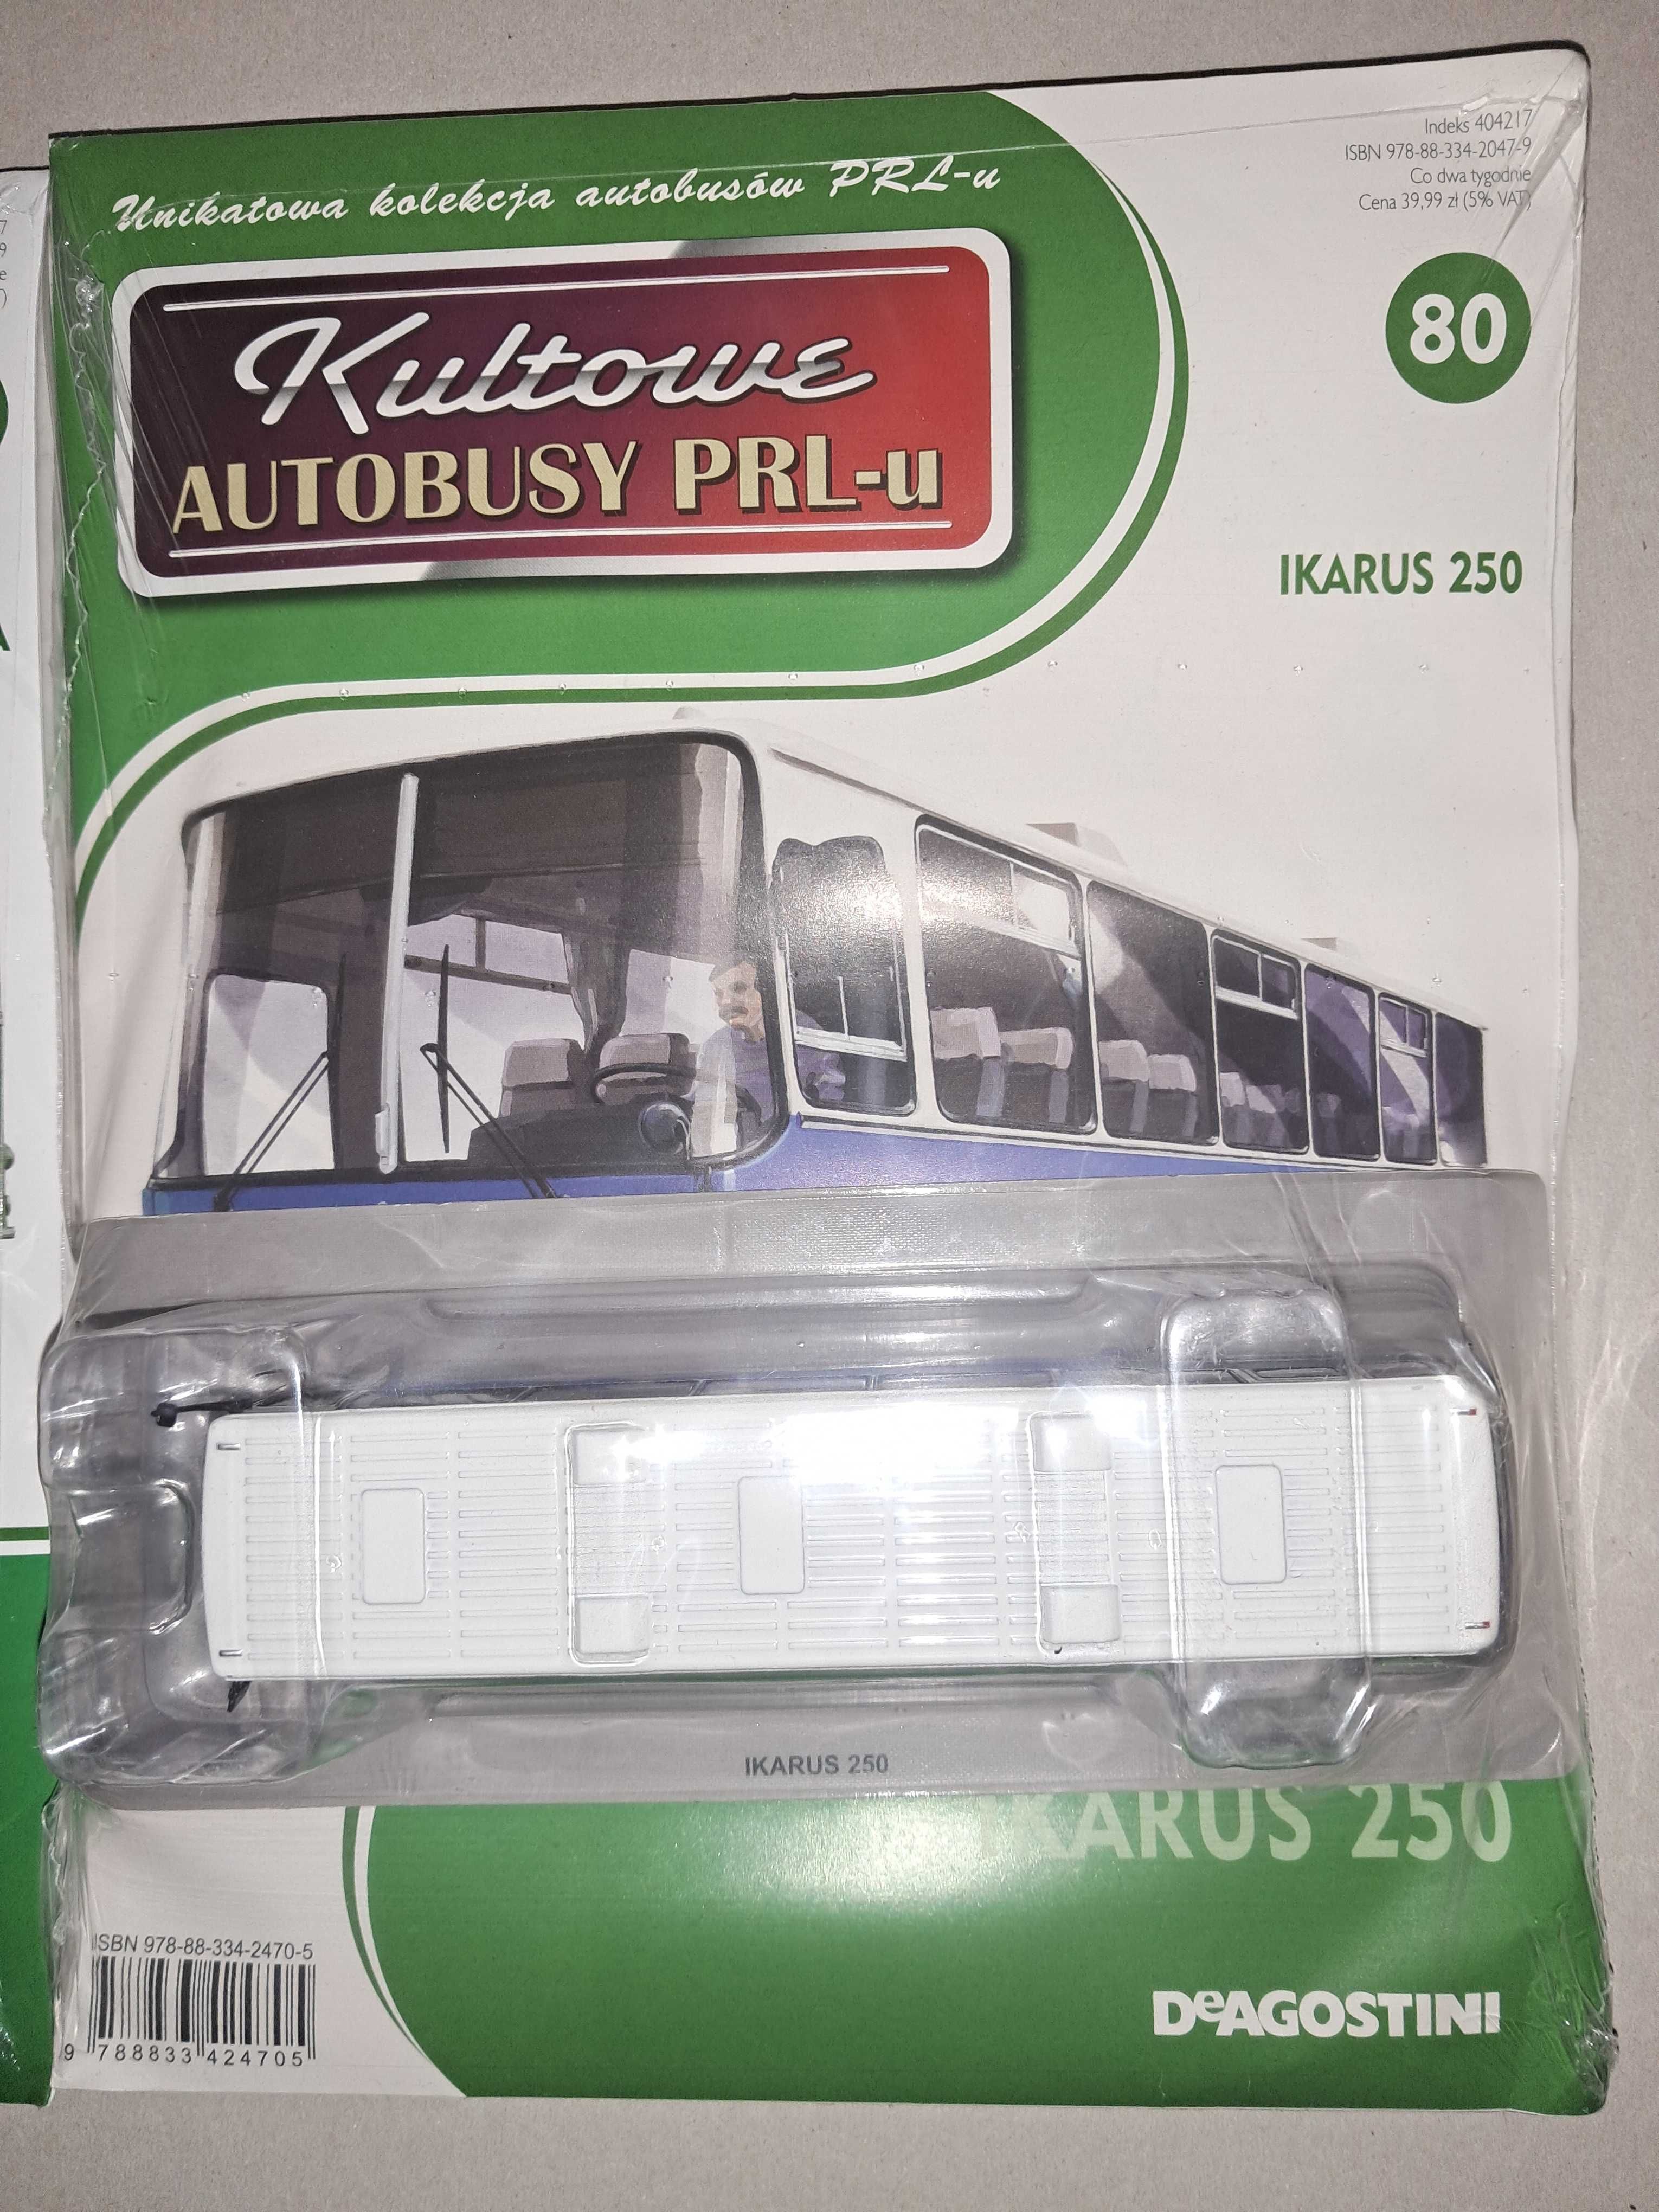 Unikatowa kolekcja autobusów PRL-u
Kultowe
AUTOBUSY PRL-u
Indeks 404217
ISBN 978-88-334-2047-9
Co dwa tygodnie
Cena 39,99 zł (5% VAT)
80
IKARUS 250
IKARUS 250
IKARUS 250
ISBN 978-88-334-2470-5
9 788833 424705
DeAGOSTINI